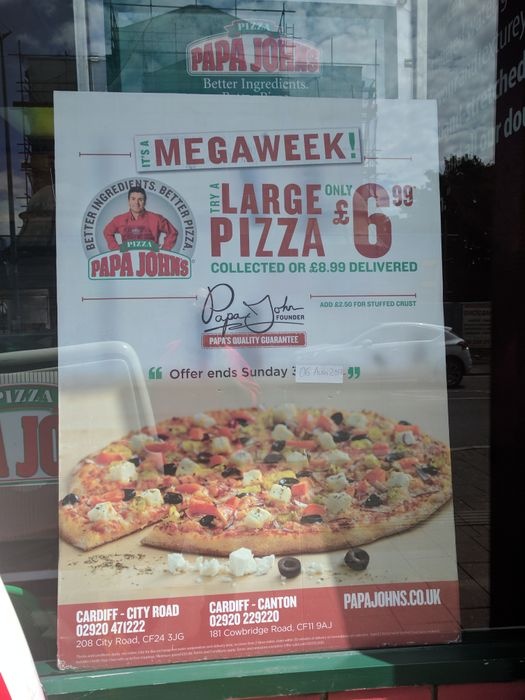 PIZZA
PAPA JOHNS
Better Ingredients.
IT'S A MEGAWEEK!
BETTER INGREDIENTS. BETTER PIZZA.
PIZZA
PAPA JOHNS
TRY A LARGE ONLY
PIZZA £6.99
COLLECTED OR £8.99 DELIVERED
Papa John
FOUNDER
PAPA'S QUALITY GUARANTEE
ADD £2.50 FOR STUFFED CRUST
“ Offer ends Sunday ”
PIZZA
CARDIFF - CITY ROAD
02920 471222
208 City Road, CF24 3JG
CARDIFF - CANTON
02920 229220
181 Cowbridge Road, CF11 9AJ
PAPAJOHNS.CO.UK